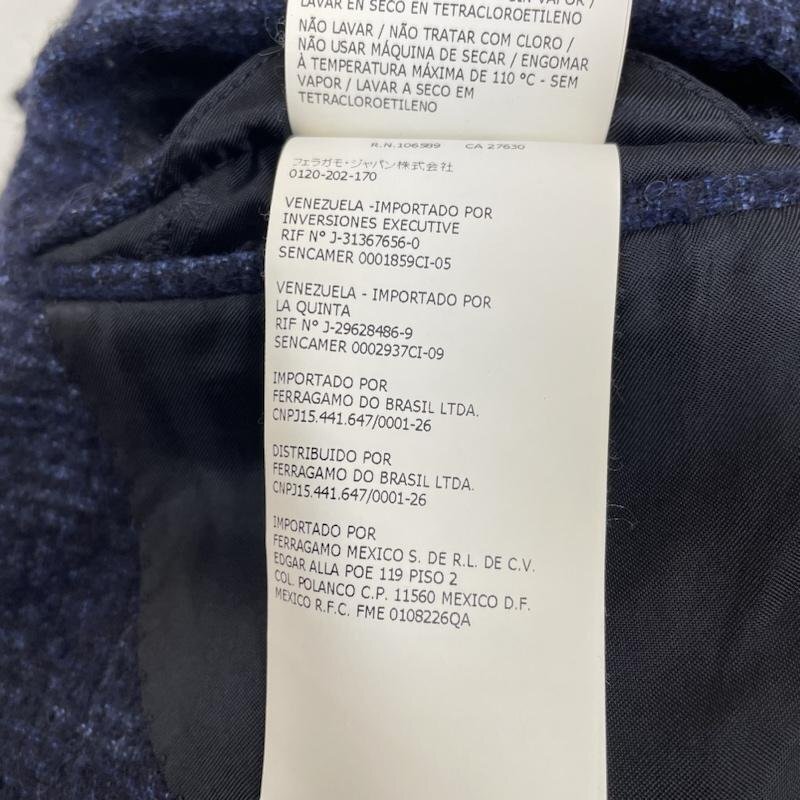 LAVAR EN SECO EN TETRACLOROETILENO
NÃO LAVAR / NÃO TRATAR COM CLORO /
NÃO USAR MÁQUINA DE SECAR / ENGOMAR
À TEMPERATURA MÁXIMA DE 110 °C - SEM
VAPOR / LAVAR A SECO EM
TETRACLOROETILENO
R.N.106589 CA 27630
フェラガモ・ジャパン株式会社
0120-202-170
VENEZUELA -IMPORTADO POR
INVERSIONES EXECUTIVE
RIF Nº J-31367656-0
SENCAMER 0001859CI-05
VENEZUELA - IMPORTADO POR
LA QUINTA
RIF Nº J-29628486-9
SENCAMER 0002937CI-09
IMPORTADO POR
FERRAGAMO DO BRASIL LTDA.
CNPJ15.441.647/0001-26
DISTRIBUIDO POR
FERRAGAMO DO BRASIL LTDA.
CNPJ15.441.647/0001-26
IMPORTADO POR
FERRAGAMO MEXICO S. DE R.L. DE C.V.
EDGAR ALLA POE 119 PISO 2
COL. POLANCO C.P. 11560 MEXICO D.F.
MEXICO R.F.C. FME 0108226QA